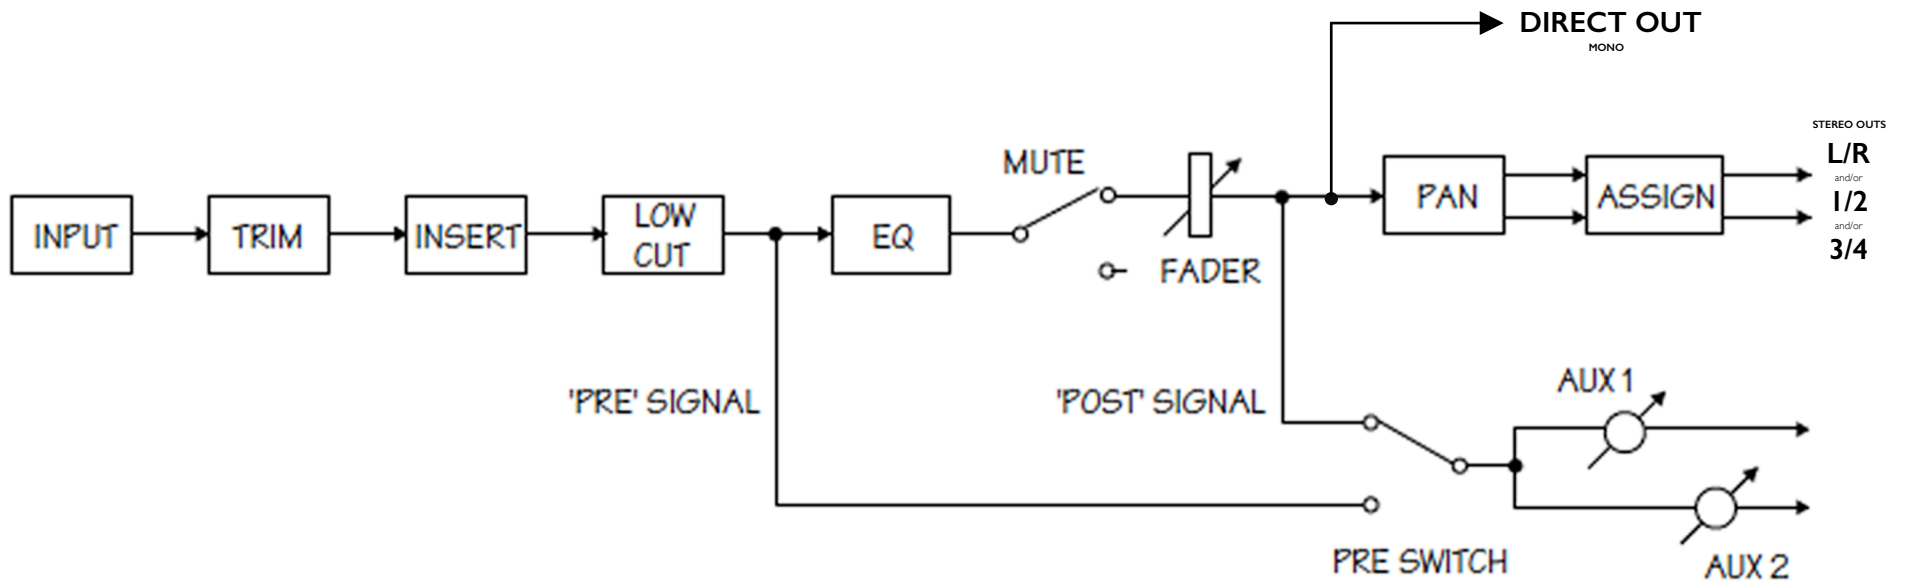 DIRECT OUT
MONO
STEREO OUTS
L/R
and/or
1/2
and/or
3/4
MUTE
INPUT
TRIM
INSERT
LOW
CUT
EQ
FADER
PAN
ASSIGN
'PRE' SIGNAL
'POST' SIGNAL
AUX 1
PRE SWITCH
AUX 2